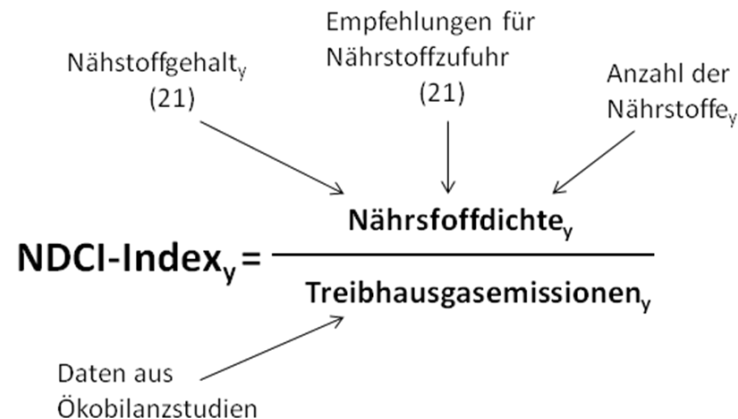 Empfehlungen für
Nährstoffzufuhr
(21)
Nähstoffgehalty
(21)
Anzahl der
Nährstoffey
Nährsfoffdichtey
NDCI-Indexy =
Treibhausgasemissioneny
Daten aus
Ökobilanzstudien